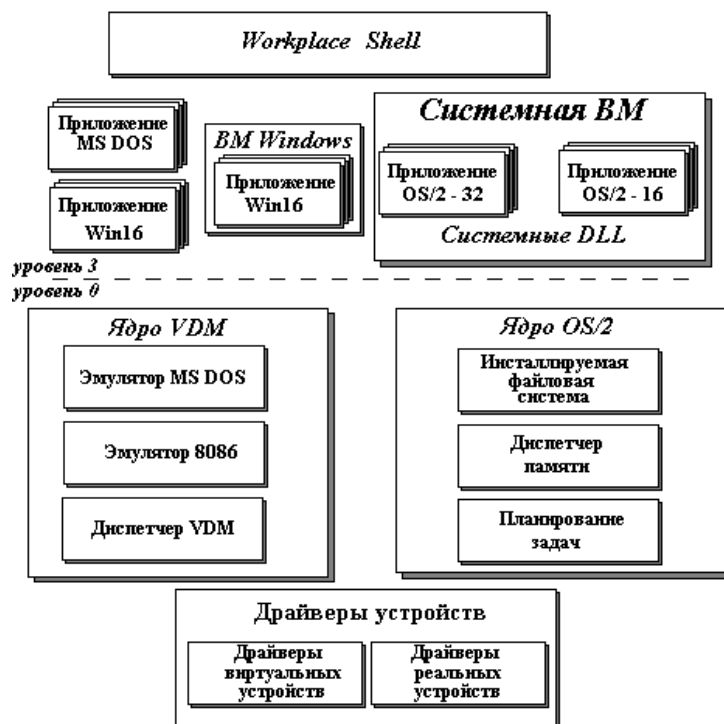 Workplace Shell
Приложение
MS DOS
Приложение
Win16
ВМ Windows
Приложение
Win16
Системная ВМ
Приложение
OS/2 - 32
Приложение
OS/2 - 16
Системные DLL
уровень 3
уровень 0
Ядро VDM
Эмулятор MS DOS
Эмулятор 8086
Диспетчер VDM
Ядро OS/2
Инсталлируемая
файловая
система
Диспетчер
памяти
Планирование
задач
Драйверы устройств
Драйверы
виртуальных
устройств
Драйверы
реальных
устройств